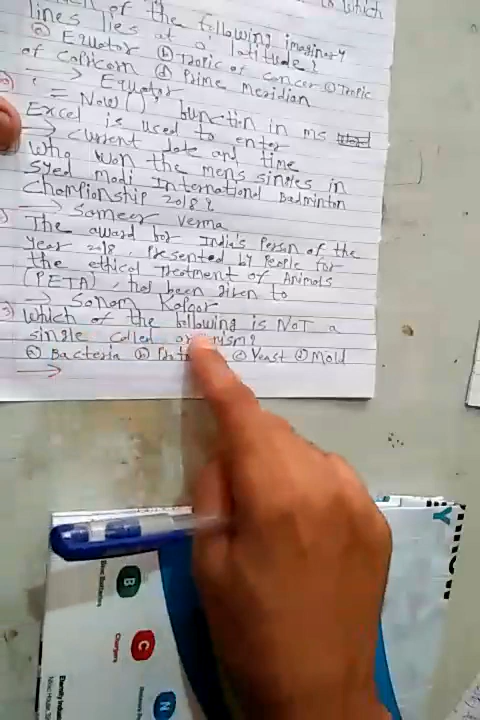 of the following imaginary
lines lies at 0° latitude?
ⓐ Equator ⓑ Tropic of cancer ⓒ Tropic
of Capricorn ⓓ Prime Meridian
→ Equator
= Now() , function in MS
Excel is used to enter
→ current date and time
Who won the mens singles in
Syed modi International Badminton
Championship 2018?
→ Sameer Verma
The award for India's Person of the
year 2018, Presented by People for
the ethical Treatment of Animals
(PETA), had been given to
→ Sonam Kapoor
Which of the following is NOT a
single celled
ⓐ Bacteria ⓑ ⓒ Yeast ⓓ Mold
→
B
Chargers
C
N